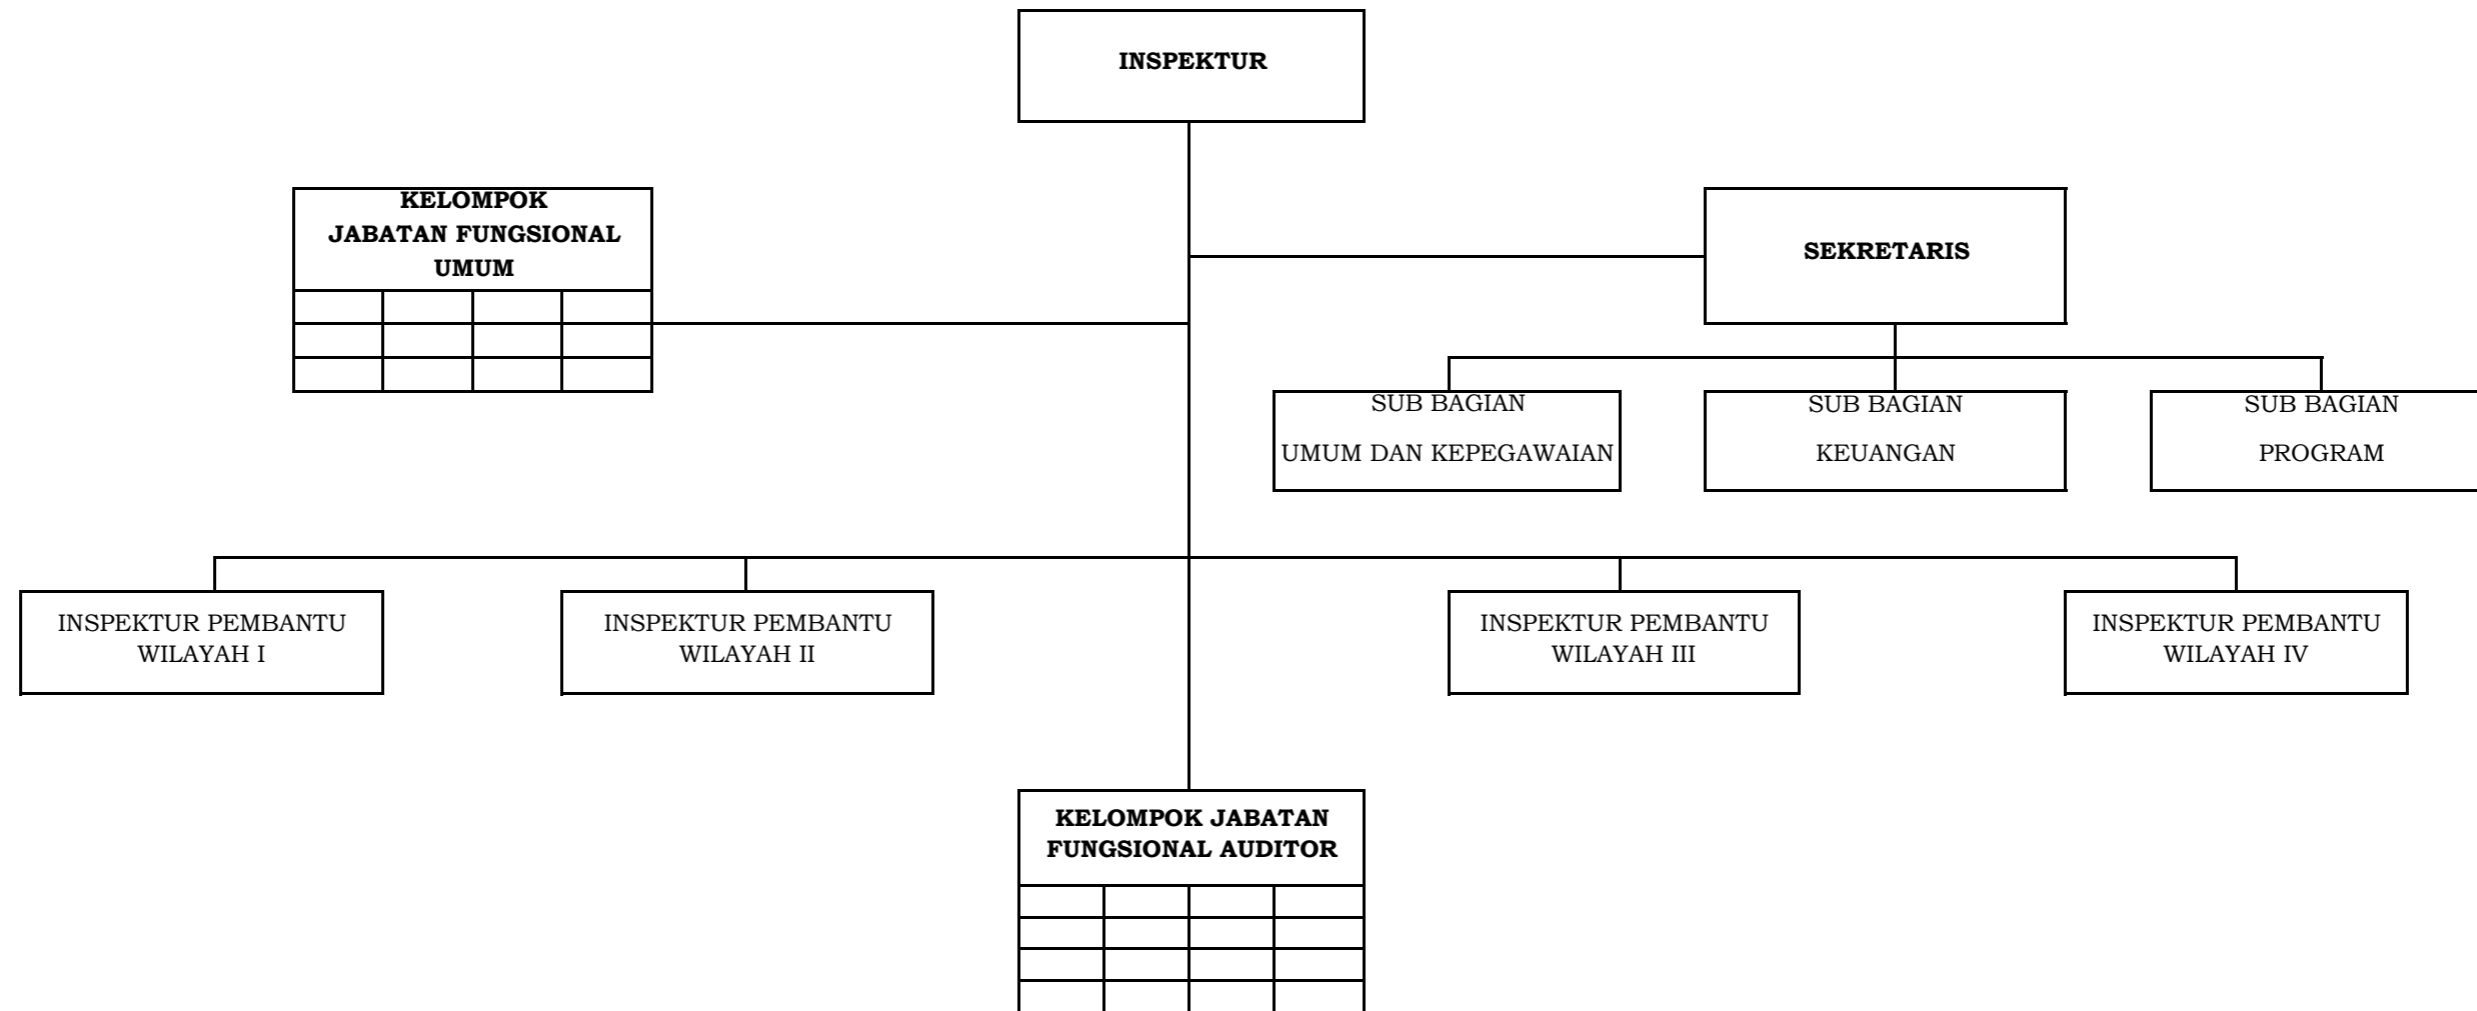 INSPEKTUR
KELOMPOK
JABATAN FUNGSIONAL
UMUM
SEKRETARIS
SUB BAGIAN
UMUM DAN KEPEGAWAIAN
SUB BAGIAN
KEUANGAN
SUB BAGIAN
PROGRAM
INSPEKTUR PEMBANTU
WILAYAH I
INSPEKTUR PEMBANTU
WILAYAH II
INSPEKTUR PEMBANTU
WILAYAH III
INSPEKTUR PEMBANTU
WILAYAH IV
KELOMPOK JABATAN
FUNGSIONAL AUDITOR